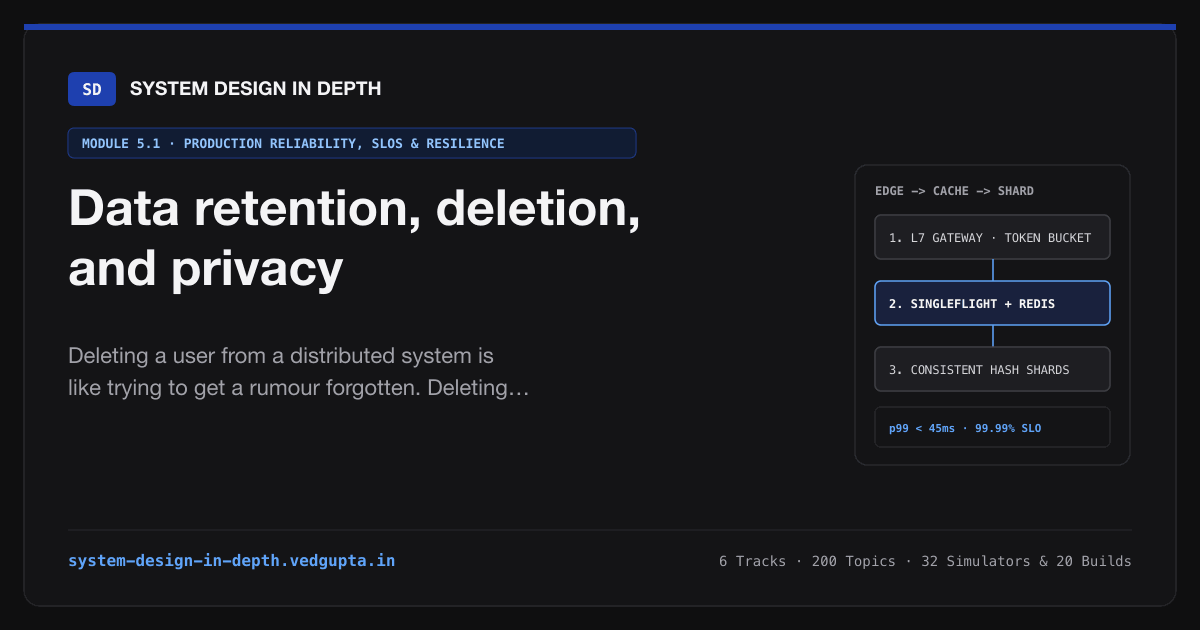 SD
SYSTEM DESIGN IN DEPTH
MODULE 5.1 · PRODUCTION RELIABILITY, SLOS & RESILIENCE
Data retention, deletion,
and privacy
Deleting a user from a distributed system is
like trying to get a rumour forgotten. Deleting…
EDGE —> CACHE —> SHARD
1. L7 GATEWAY · TOKEN BUCKET
2. SINGLEFLIGHT + REDIS
3. CONSISTENT HASH SHARDS
p99 < 45ms · 99.99% SLO
system-design-in-depth.vedgupta.in
6 Tracks · 200 Topics · 32 Simulators & 20 Builds